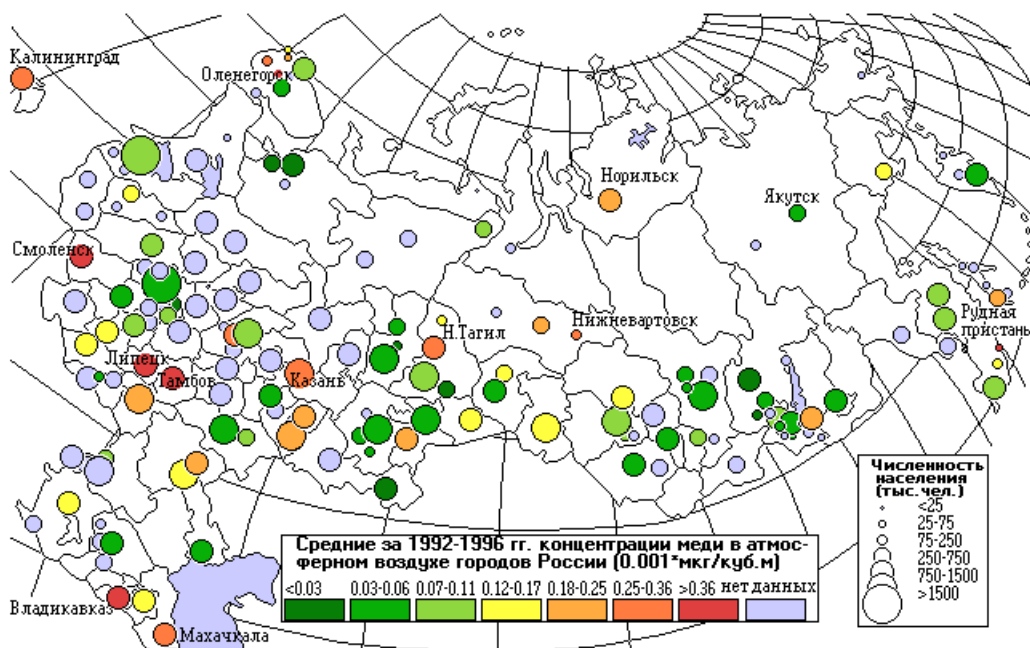 Калининград
Оленегорск
Норильск
Якутск
Смоленск
Рудная
пристань
Н.Тагил
Нижневартовск
Липецк
Тамбов
Казань
Владикавказ
Махачкала
Численность
населения
(тыс.чел.)
<25
25-75
75-250
250-750
750-1500
>1500
Средние за 1992-1996 гг. концентрации меди в атмос-
ферном воздухе городов России (0.001*мкг/куб.м)
<0.03 0.03-0.06 0.07-0.11 0.12-0.17 0.18-0.25 0.25-0.36 >0.36 нет данных